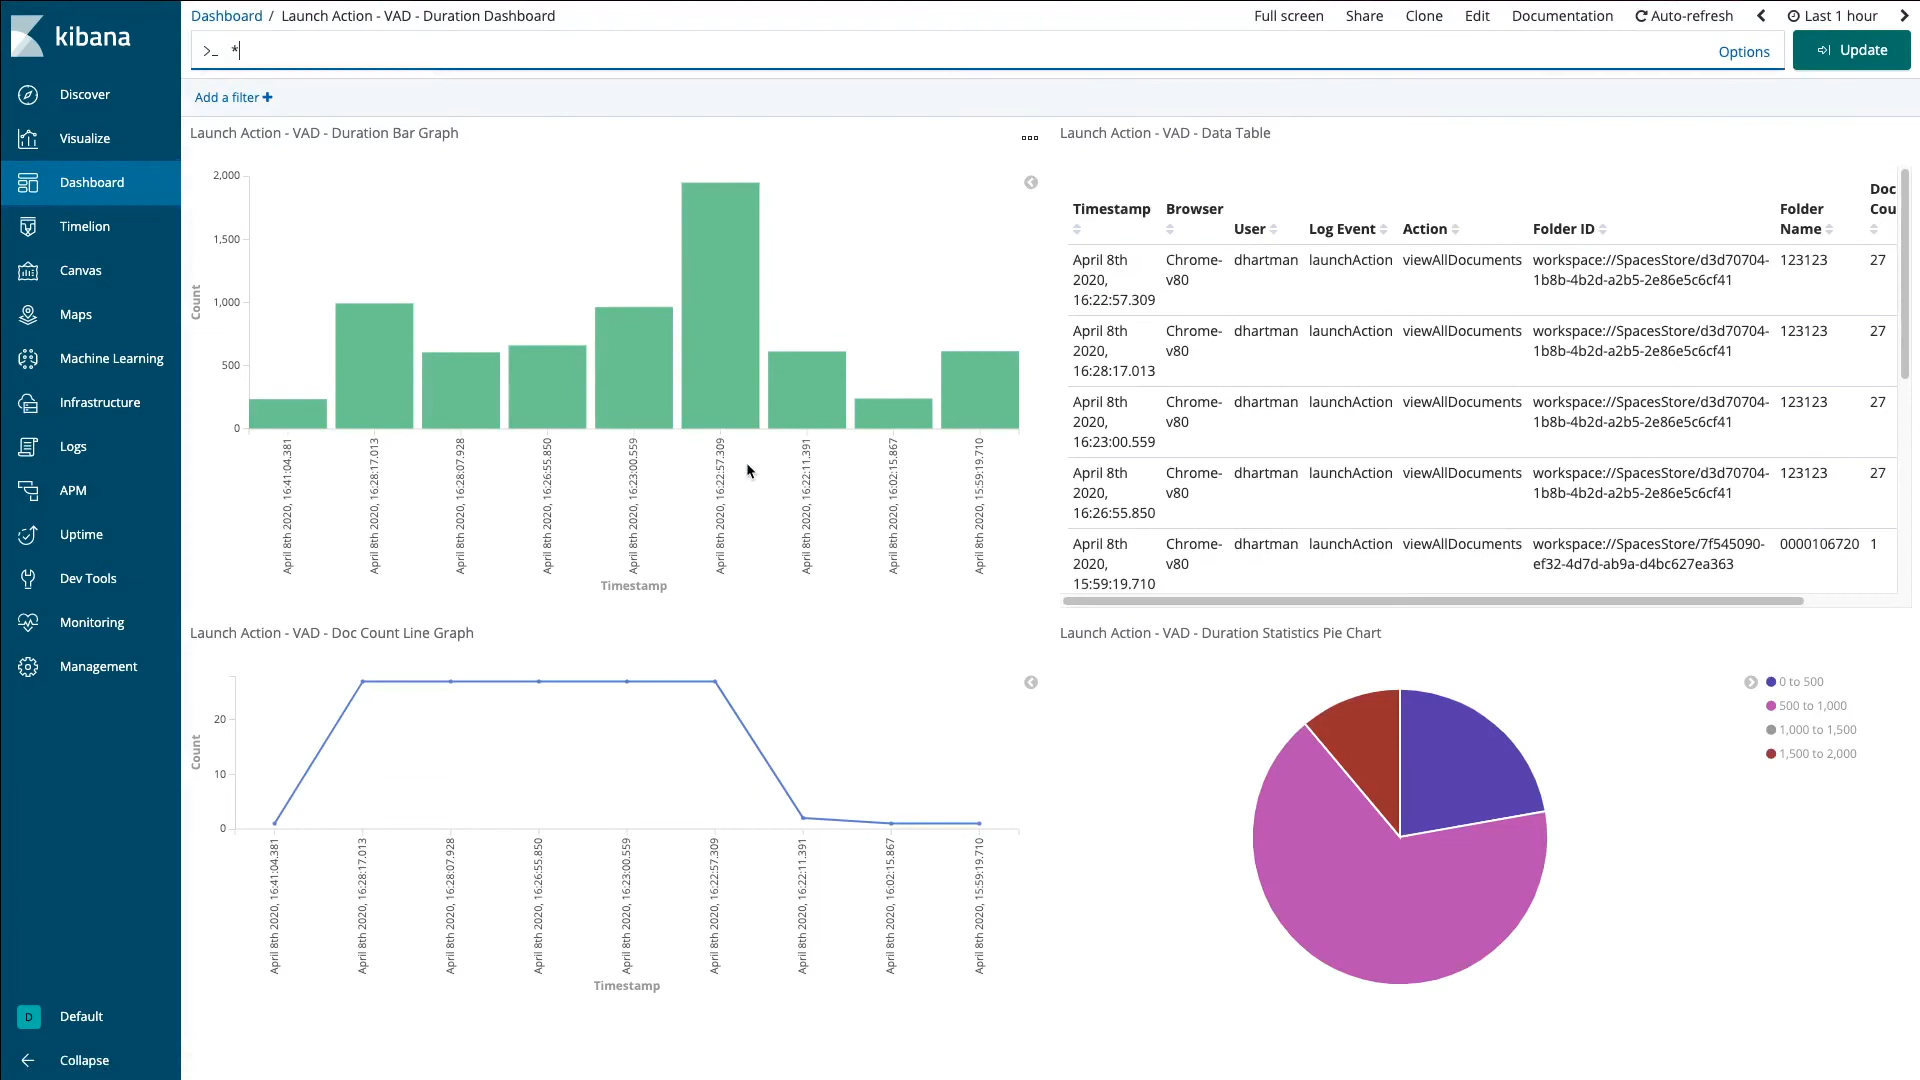 kibana
Discover
Visualize
Dashboard
Timelion
Canvas
Maps
Machine Learning
Infrastructure
Logs
APM
Uptime
Dev Tools
Monitoring
Management
D Default
Collapse
Dashboard / Launch Action - VAD - Duration Dashboard
Full screen Share Clone Edit Documentation Auto-refresh Last 1 hour
>_ *
Options
Update
Add a filter +
Launch Action - VAD - Duration Bar Graph
2,000
1,500
1,000
500
0
Count
April 8th 2020, 16:41:04.381
April 8th 2020, 16:28:17.013
April 8th 2020, 16:28:07.928
April 8th 2020, 16:26:55.850
April 8th 2020, 16:23:00.559
April 8th 2020, 16:22:57.309
April 8th 2020, 16:22:11.391
April 8th 2020, 16:02:15.867
April 8th 2020, 15:59:19.710
Timestamp
Launch Action - VAD - Data Table
Timestamp Browser User Log Event Action Folder ID Folder Name Doc Cou
April 8th 2020, 16:22:57.309 Chrome-v80 dhartman launchAction viewAllDocuments workspace://SpacesStore/d3d70704-1b8b-4b2d-a2b5-2e86e5c6cf41 123123 27
April 8th 2020, 16:28:17.013 Chrome-v80 dhartman launchAction viewAllDocuments workspace://SpacesStore/d3d70704-1b8b-4b2d-a2b5-2e86e5c6cf41 123123 27
April 8th 2020, 16:23:00.559 Chrome-v80 dhartman launchAction viewAllDocuments workspace://SpacesStore/d3d70704-1b8b-4b2d-a2b5-2e86e5c6cf41 123123 27
April 8th 2020, 16:26:55.850 Chrome-v80 dhartman launchAction viewAllDocuments workspace://SpacesStore/d3d70704-1b8b-4b2d-a2b5-2e86e5c6cf41 123123 27
April 8th 2020, 15:59:19.710 Chrome-v80 dhartman launchAction viewAllDocuments workspace://SpacesStore/7f545090-ef32-4d7d-ab9a-d4bc627ea363 0000106720 1
Launch Action - VAD - Doc Count Line Graph
20
10
0
Count
April 8th 2020, 16:41:04.381
April 8th 2020, 16:28:17.013
April 8th 2020, 16:28:07.928
April 8th 2020, 16:26:55.850
April 8th 2020, 16:23:00.559
April 8th 2020, 16:22:57.309
April 8th 2020, 16:22:11.391
April 8th 2020, 16:02:15.867
April 8th 2020, 15:59:19.710
Timestamp
Launch Action - VAD - Duration Statistics Pie Chart
0 to 500
500 to 1,000
1,000 to 1,500
1,500 to 2,000